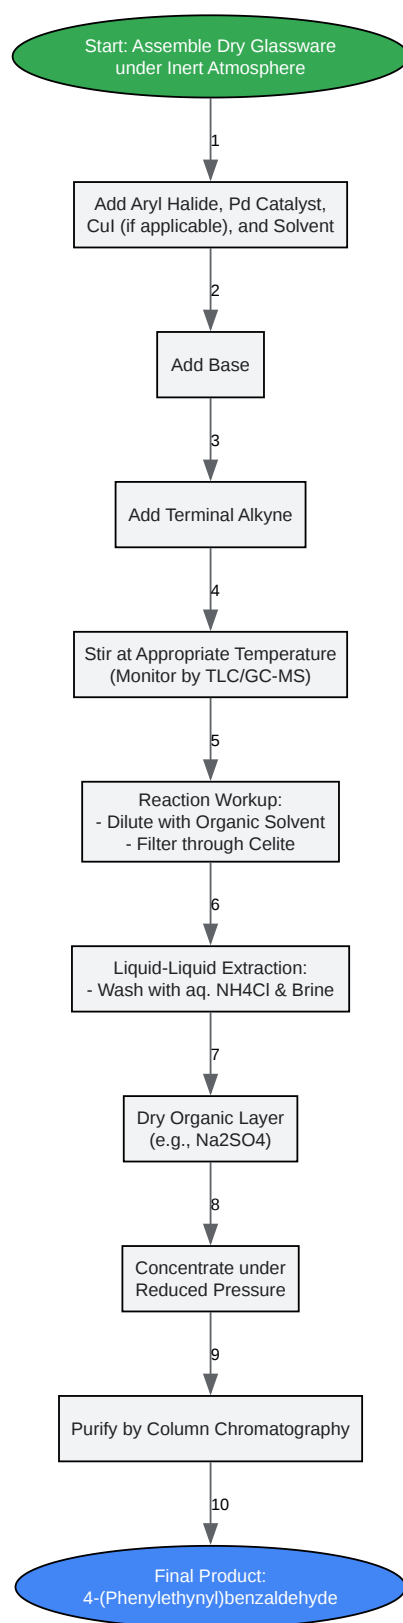 Start: Assemble Dry Glassware
under Inert Atmosphere
1
Add Aryl Halide, Pd Catalyst,
CuI (if applicable), and Solvent
2
Add Base
3
Add Terminal Alkyne
4
Stir at Appropriate Temperature
(Monitor by TLC/GC-MS)
5
Reaction Workup:
- Dilute with Organic Solvent
- Filter through Celite
6
Liquid-Liquid Extraction:
- Wash with aq. NH4Cl & Brine
7
Dry Organic Layer
(e.g., Na2SO4)
8
Concentrate under
Reduced Pressure
9
Purify by Column Chromatography
10
Final Product:
4-(Phenylethynyl)benzaldehyde